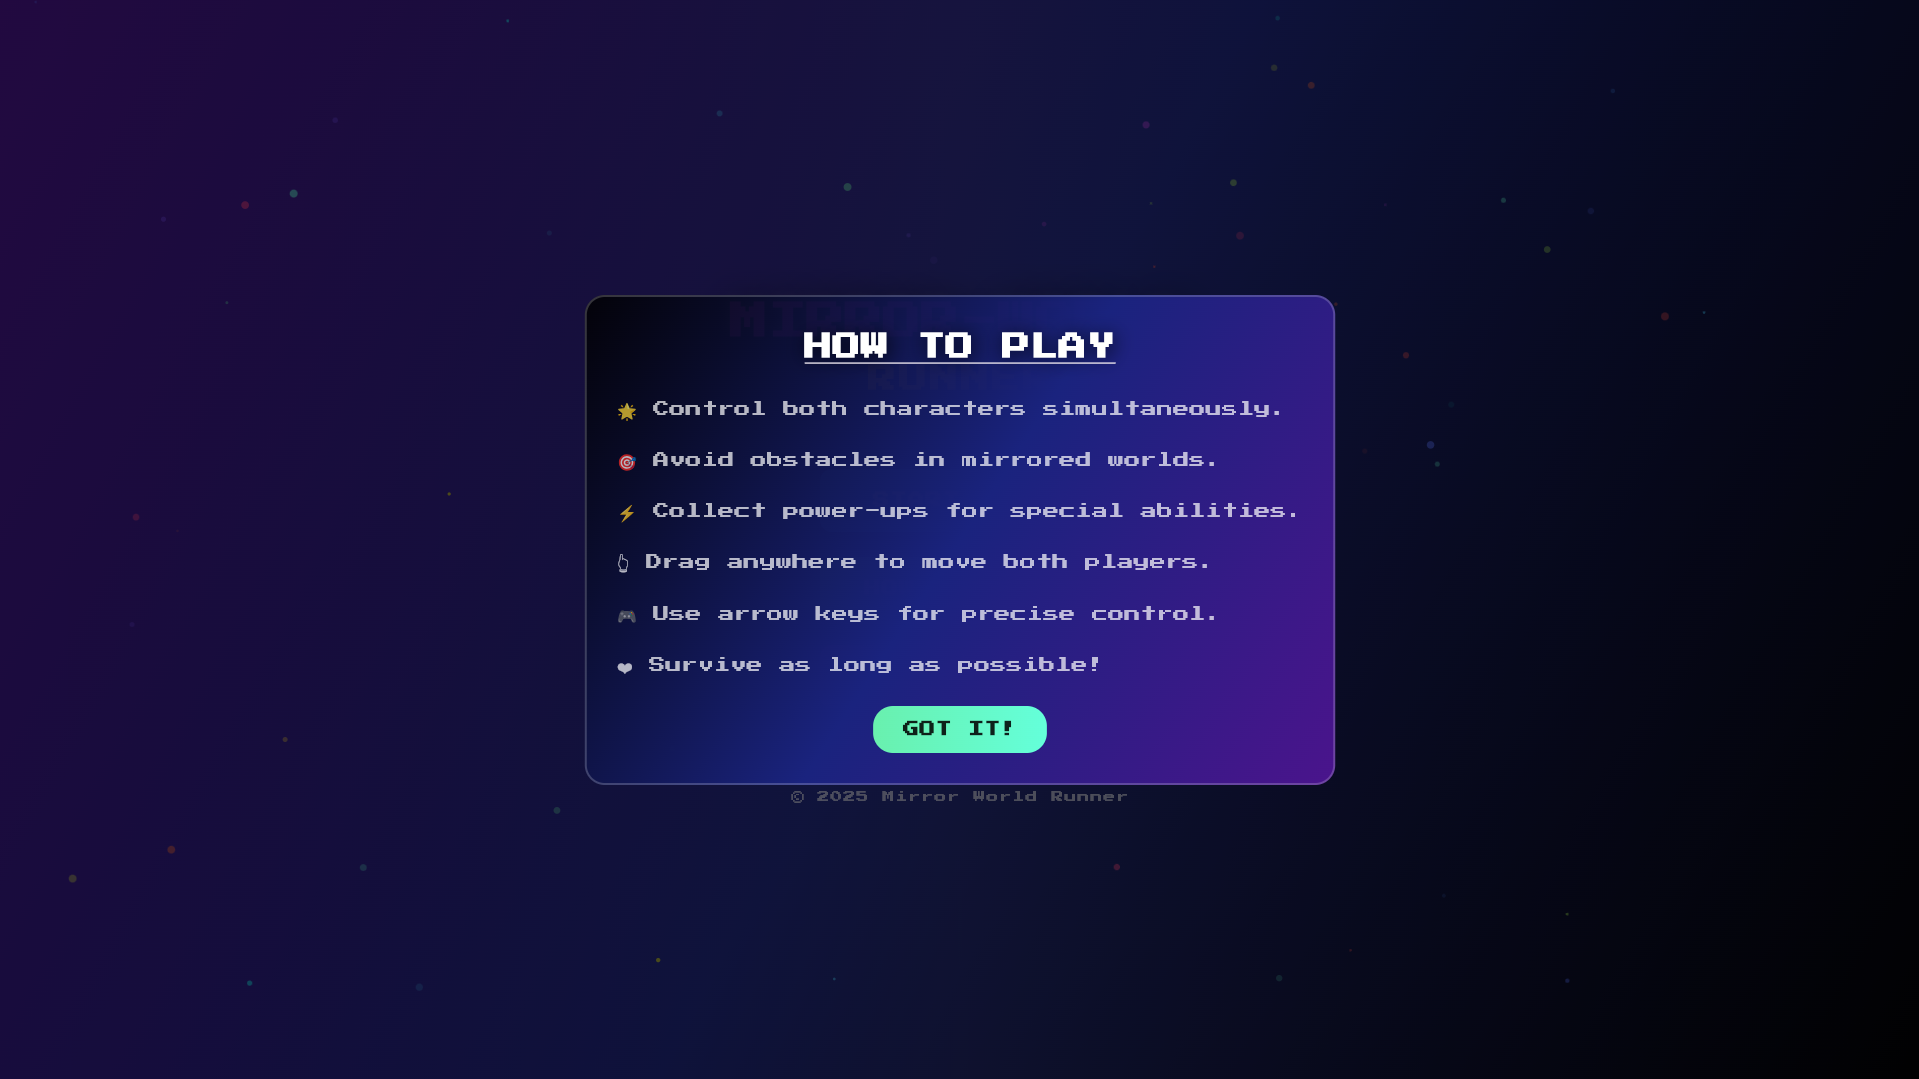 HOW TO PLAY
🌟 Control both characters simultaneously.
🎯 Avoid obstacles in mirrored worlds.
⚡ Collect power-ups for special abilities.
👆 Drag anywhere to move both players.
🎮 Use arrow keys for precise control.
❤ Survive as long as possible!
GOT IT!
© 2025 Mirror World Runner